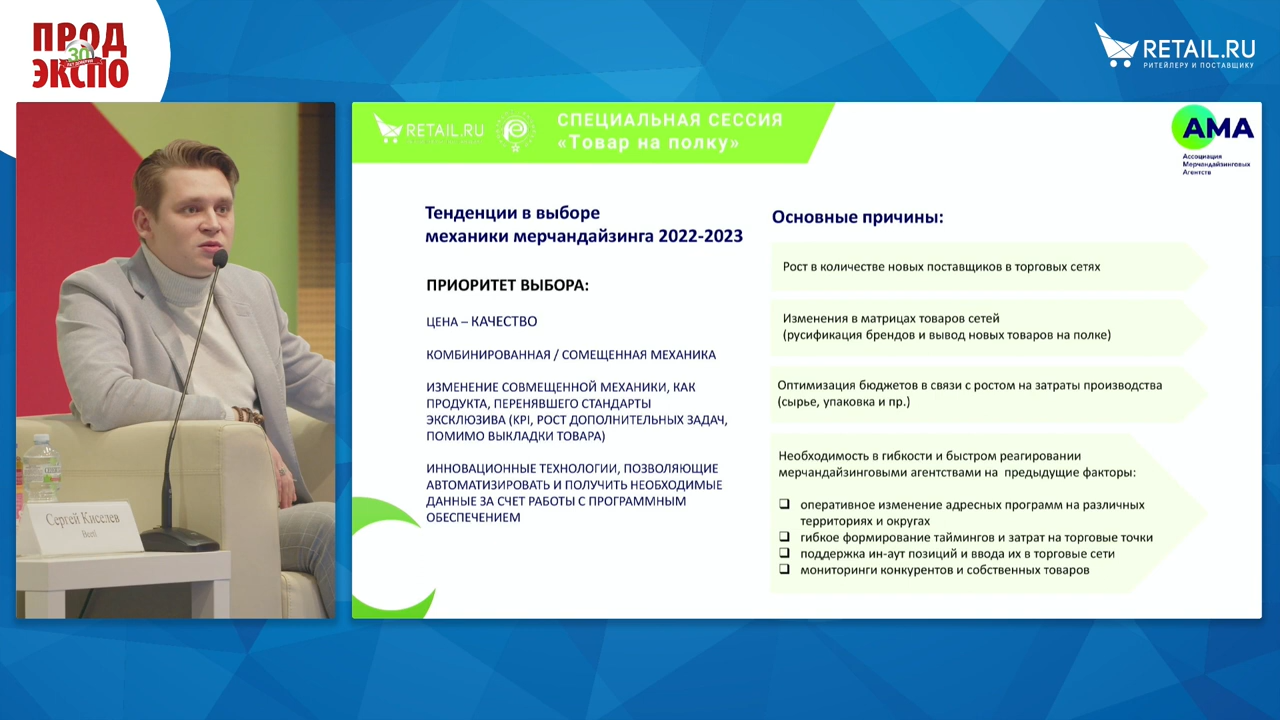 ПРОД
30
ЛЕТ ДОВЕРИЯ
ЭКСПО
RETAIL.RU
РИТЕЙЛЕРУ И ПОСТАВЩИКУ
RETAIL.RU
СПЕЦИАЛЬНАЯ СЕССИЯ
«Товар на полку»
АМА
Ассоциация
Мерчандайзинговых
Агентств
Тенденции в выборе
механики мерчандайзинга 2022-2023
ПРИОРИТЕТ ВЫБОРА:
ЦЕНА – КАЧЕСТВО
КОМБИНИРОВАННАЯ / СОМЕЩЕННАЯ МЕХАНИКА
ИЗМЕНЕНИЕ СОВМЕЩЕННОЙ МЕХАНИКИ, КАК
ПРОДУКТА, ПЕРЕНЯВШЕГО СТАНДАРТЫ
ЭКСКЛЮЗИВА (KPI, РОСТ ДОПОЛНИТЕЛЬНЫХ ЗАДАЧ,
ПОМИМО ВЫКЛАДКИ ТОВАРА)
ИННОВАЦИОННЫЕ ТЕХНОЛОГИИ, ПОЗВОЛЯЮЩИЕ
АВТОМАТИЗИРОВАТЬ И ПОЛУЧИТЬ НЕОБХОДИМЫЕ
ДАННЫЕ ЗА СЧЕТ РАБОТЫ С ПРОГРАММНЫМ
ОБЕСПЕЧЕНИЕМ
Основные причины:
Рост в количестве новых поставщиков в торговых сетях
Изменения в матрицах товаров сетей
(русификация брендов и вывод новых товаров на полке)
Оптимизация бюджетов в связи с ростом на затраты производства
(сырье, упаковка и пр.)
Необходимость в гибкости и быстром реагировании
мерчандайзинговыми агентствами на предыдущие факторы:
оперативное изменение адресных программ на различных
территориях и округах
гибкое формирование таймингов и затрат на торговые точки
поддержка ин-аут позиций и ввода их в торговые сети
мониторинги конкурентов и собственных товаров
Сергей Киселев